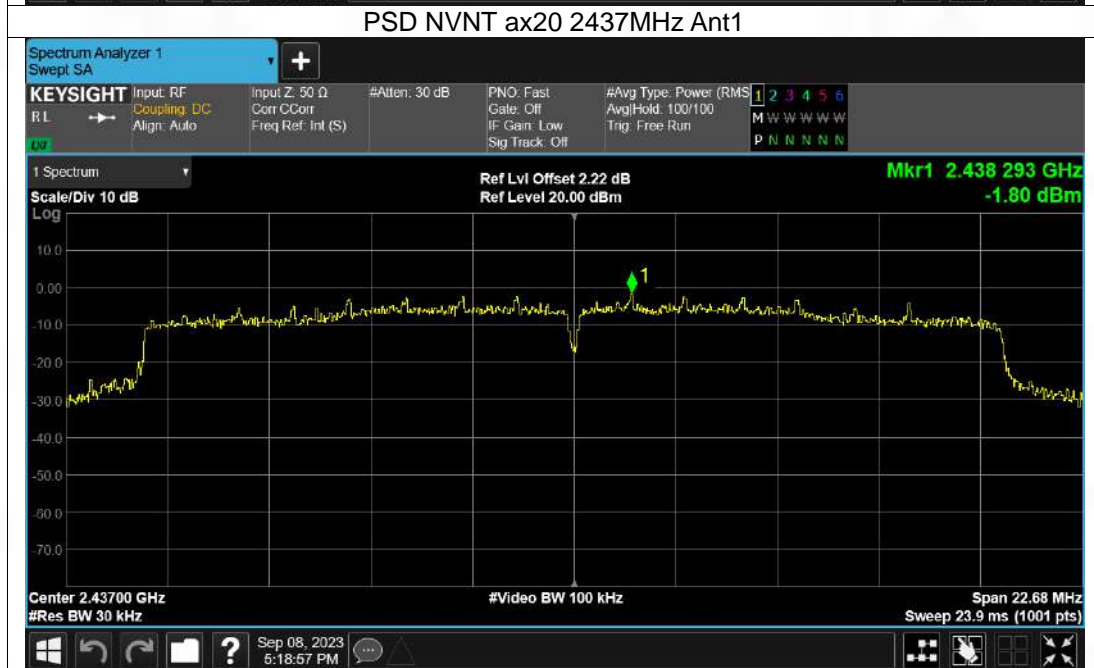 PSD NVNT ax20 2437MHz Ant1
Spectrum Analyzer 1
Swept SA
+
KEYSIGHT Input: RF Input Z: 50 Ω #Atten: 30 dB PNO: Fast #Avg Type: Power (RMS 1 2 3 4 5 6
RL Coupling: DC Corr CCorr Gate: Off Avg|Hold: 100/100 M W W W W W
Align: Auto Freq Ref: Int (S) IF Gain: Low Trig: Free Run
LXI Sig Track: Off P N N N N N
1 Spectrum Ref Lvl Offset 2.22 dB Mkr1 2.438 293 GHz
Scale/Div 10 dB Ref Level 20.00 dBm -1.80 dBm
Log
10.0
0.00
1
-10.0
-20.0
-30.0
-40.0
-50.0
-60.0
-70.0
Center 2.43700 GHz #Video BW 100 kHz Span 22.68 MHz
#Res BW 30 kHz Sweep 23.9 ms (1001 pts)
? Sep 08, 2023
5:18:57 PM